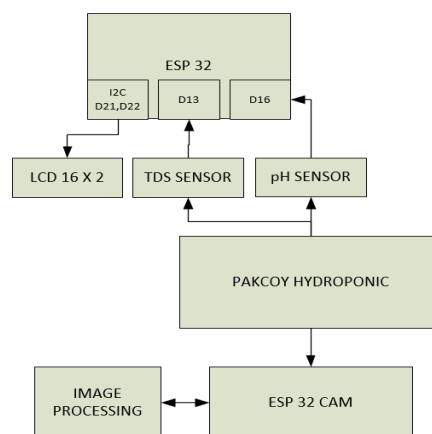 ESP 32
I2C
D21,D22
D13
D16
LCD 16 X 2
TDS SENSOR
pH SENSOR
PAKCOY HYDROPONIC
IMAGE
PROCESSING
ESP 32 CAM